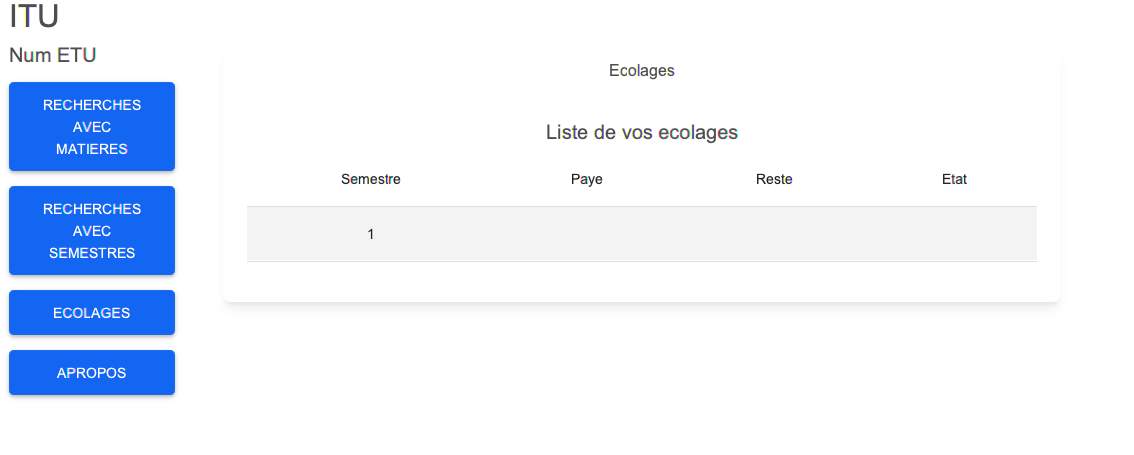 ITU
Num ETU
RECHERCHES
AVEC
MATIERES
RECHERCHES
AVEC
SEMESTRES
ECOLAGES
APROPOS
Ecolages
Liste de vos ecolages
Semestre Paye Reste Etat
1